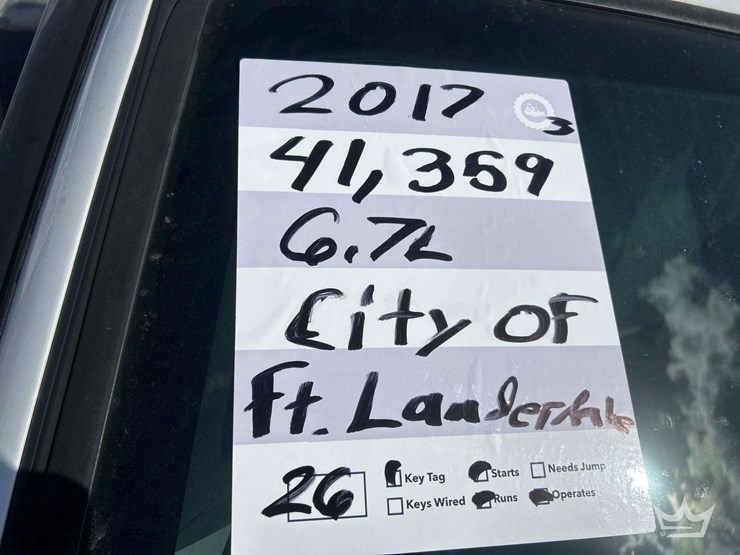 2017
3
41,359
6.7L
City OF
Ft. Lauderdale
26
Key Tag Starts Needs Jump
Keys Wired Runs Operates